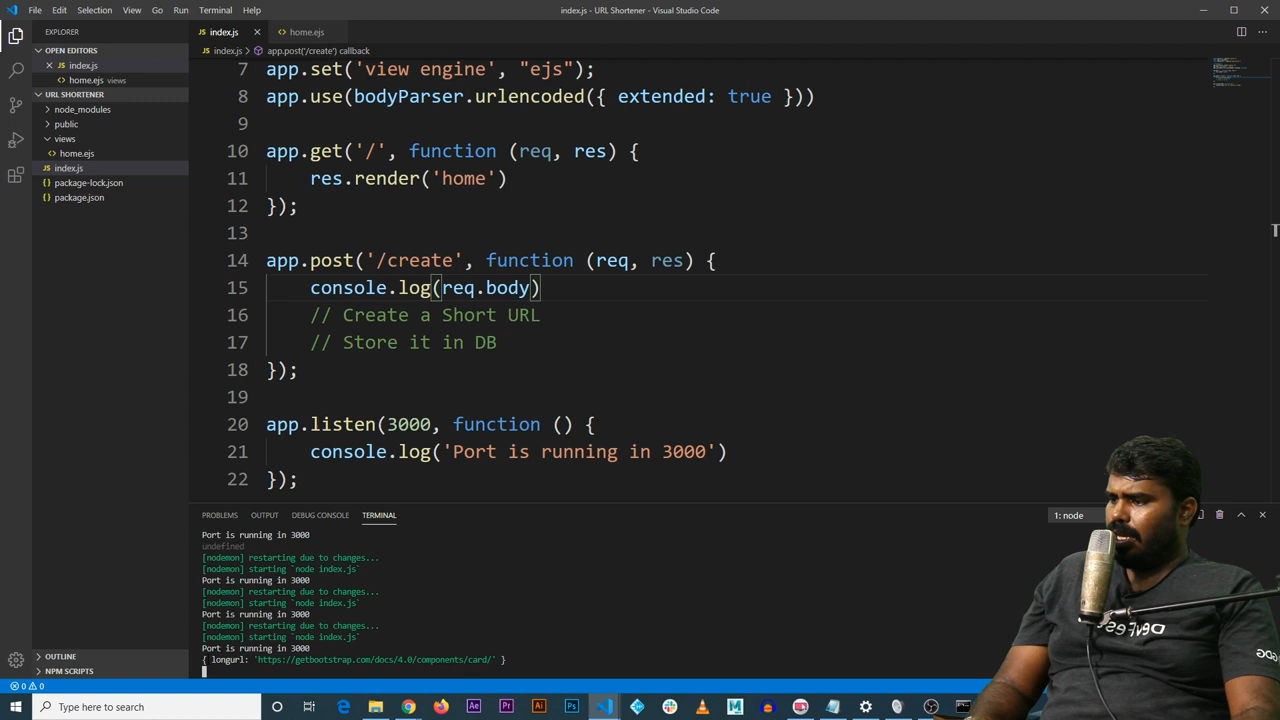 File Edit Selection View Go Run Terminal Help
index.js - URL Shortener - Visual Studio Code
EXPLORER
OPEN EDITORS
index.js
home.ejs views
URL SHORTENER
node_modules
public
views
home.ejs
index.js
package-lock.json
package.json
OUTLINE
NPM SCRIPTS
JS index.js
home.ejs
JS index.js > app.post('/create') callback
7 app.set('view engine', "ejs");
8 app.use(bodyParser.urlencoded({ extended: true }))
9
10 app.get('/', function (req, res) {
11 res.render('home')
12 });
13
14 app.post('/create', function (req, res) {
15 console.log(req.body)
16 // Create a Short URL
17 // Store it in DB
18 });
19
20 app.listen(3000, function () {
21 console.log('Port is running in 3000')
22 });
PROBLEMS OUTPUT DEBUG CONSOLE TERMINAL
1: node
Port is running in 3000
undefined
[nodemon] restarting due to changes...
[nodemon] starting `node index.js`
Port is running in 3000
[nodemon] restarting due to changes...
[nodemon] starting `node index.js`
Port is running in 3000
[nodemon] restarting due to changes...
[nodemon] starting `node index.js`
Port is running in 3000
{ longurl: 'https://getbootstrap.com/docs/4.0/components/card/' }
0 0
Type here to search
Ae Pr Ai Ps